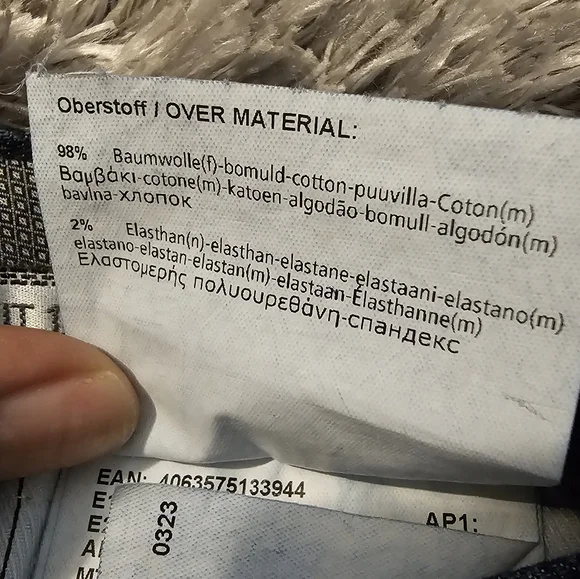 Oberstoff / OVER MATERIAL:
98% Baumwolle(f)-bomuld-cotton-puuvilla-Coton(m)
Βαμβάκι-cotone(m)-katoen-algodão-bomull-algodón(m)
bavlna-хлопок
2% Elasthan(n)-elasthan-elastane-elastaani-elastano(m)
elastano-elastan-elastan(m)-elastaan-Élasthanne(m)
Ελαστομερής πολυουρεθάνη-спандекс
EAN: 4063575133944
AP1:
0323